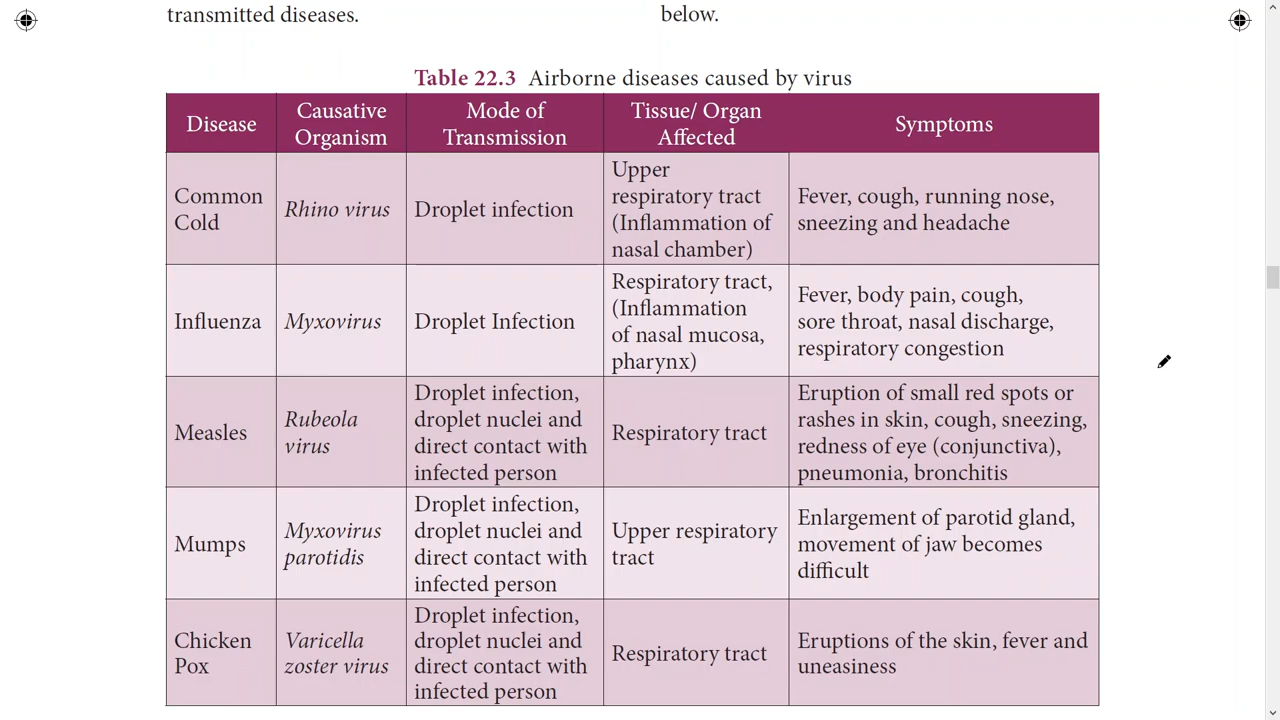 transmitted diseases.
below.
Table 22.3 Airborne diseases caused by virus
Disease
Causative
Organism
Mode of
Transmission
Tissue/ Organ
Affected
Symptoms
Common
Cold
Rhino virus
Droplet infection
Upper
respiratory tract
(Inflammation of
nasal chamber)
Fever, cough, running nose,
sneezing and headache
Influenza
Myxovirus
Droplet Infection
Respiratory tract,
(Inflammation
of nasal mucosa,
pharynx)
Fever, body pain, cough,
sore throat, nasal discharge,
respiratory congestion
Measles
Rubeola
virus
Droplet infection,
droplet nuclei and
direct contact with
infected person
Respiratory tract
Eruption of small red spots or
rashes in skin, cough, sneezing,
redness of eye (conjunctiva),
pneumonia, bronchitis
Mumps
Myxovirus
parotidis
Droplet infection,
droplet nuclei and
direct contact with
infected person
Upper respiratory
tract
Enlargement of parotid gland,
movement of jaw becomes
difficult
Chicken
Pox
Varicella
zoster virus
Droplet infection,
droplet nuclei and
direct contact with
infected person
Respiratory tract
Eruptions of the skin, fever and
uneasiness